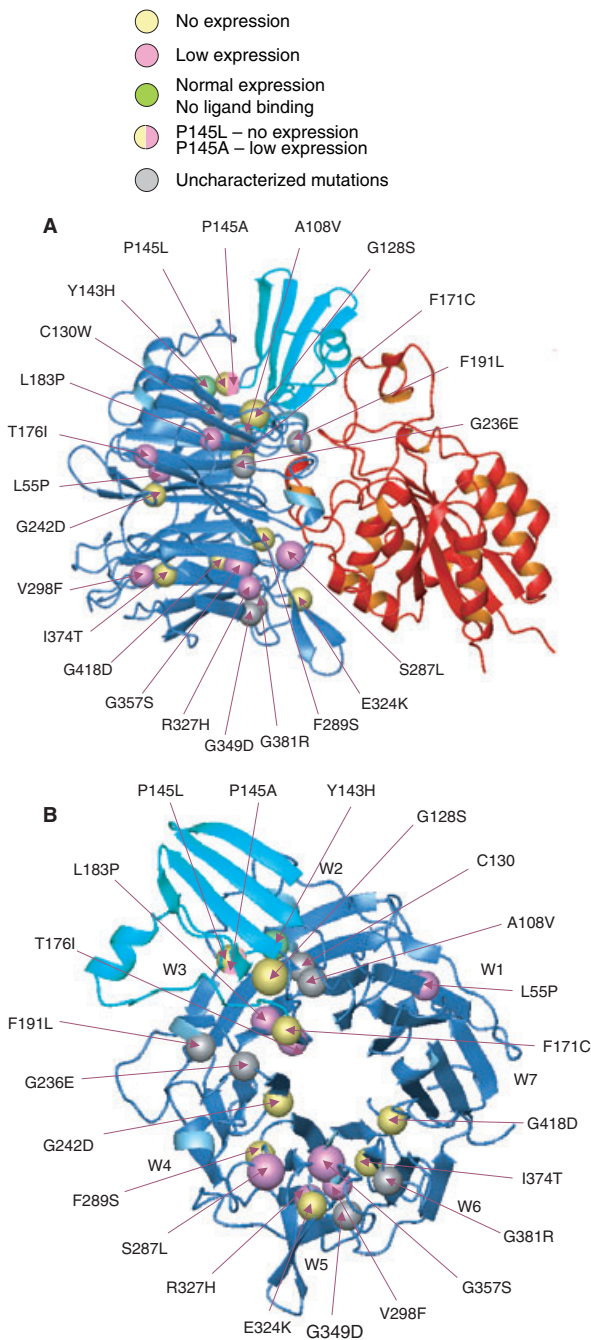 No expression
Low expression
Normal expression
No ligand binding
P145L – no expression
P145A – low expression
Uncharacterized mutations
A
P145A
A108V
P145L
G128S
Y143H
F171C
C130W
F191L
L183P
G236E
T176I
L55P
G242D
V298F
I374T
S287L
G418D
E324K
G357S
F289S
R327H
G381R
G349D
B
P145L
P145A
Y143H
G128S
L183P
W2
C130
A108V
T176I
W3
W1
L55P
F191L
F171C
G236E
W7
G242D
G418D
W4
I374T
F289S
W6
G381R
S287L
W5
G357S
R327H
V298F
E324K
G349D